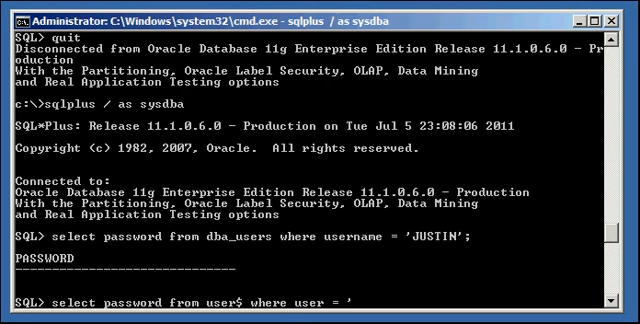 Administrator: C:\Windows\system32\cmd.exe - sqlplus / as sysdba
SQL> quit
Disconnected from Oracle Database 11g Enterprise Edition Release 11.1.0.6.0 - Pr
oduction
With the Partitioning, Oracle Label Security, OLAP, Data Mining
and Real Application Testing options
c:\>sqlplus / as sysdba
SQL*Plus: Release 11.1.0.6.0 - Production on Tue Jul 5 23:08:06 2011
Copyright (c) 1982, 2007, Oracle.  All rights reserved.
Connected to:
Oracle Database 11g Enterprise Edition Release 11.1.0.6.0 - Production
With the Partitioning, Oracle Label Security, OLAP, Data Mining
and Real Application Testing options
SQL> select password from dba_users where username = 'JUSTIN';
PASSWORD
------------------------------
SQL> select password from user$ where user = '